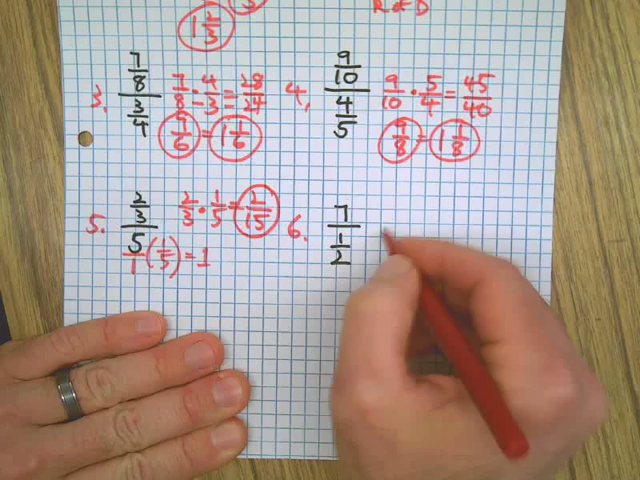 1 2/3
R of D
3. (7/8)/(3/4) 7/8 · 4/3 = 28/24
7/6 = 1 1/6
4. (9/10)/(4/5) 9/10 · 5/4 = 45/40
9/8 = 1 1/8
5. (2/3)/5 2/3 · 1/5 = 2/15
/1 (1/5) = 1
6. 7/(1/2)